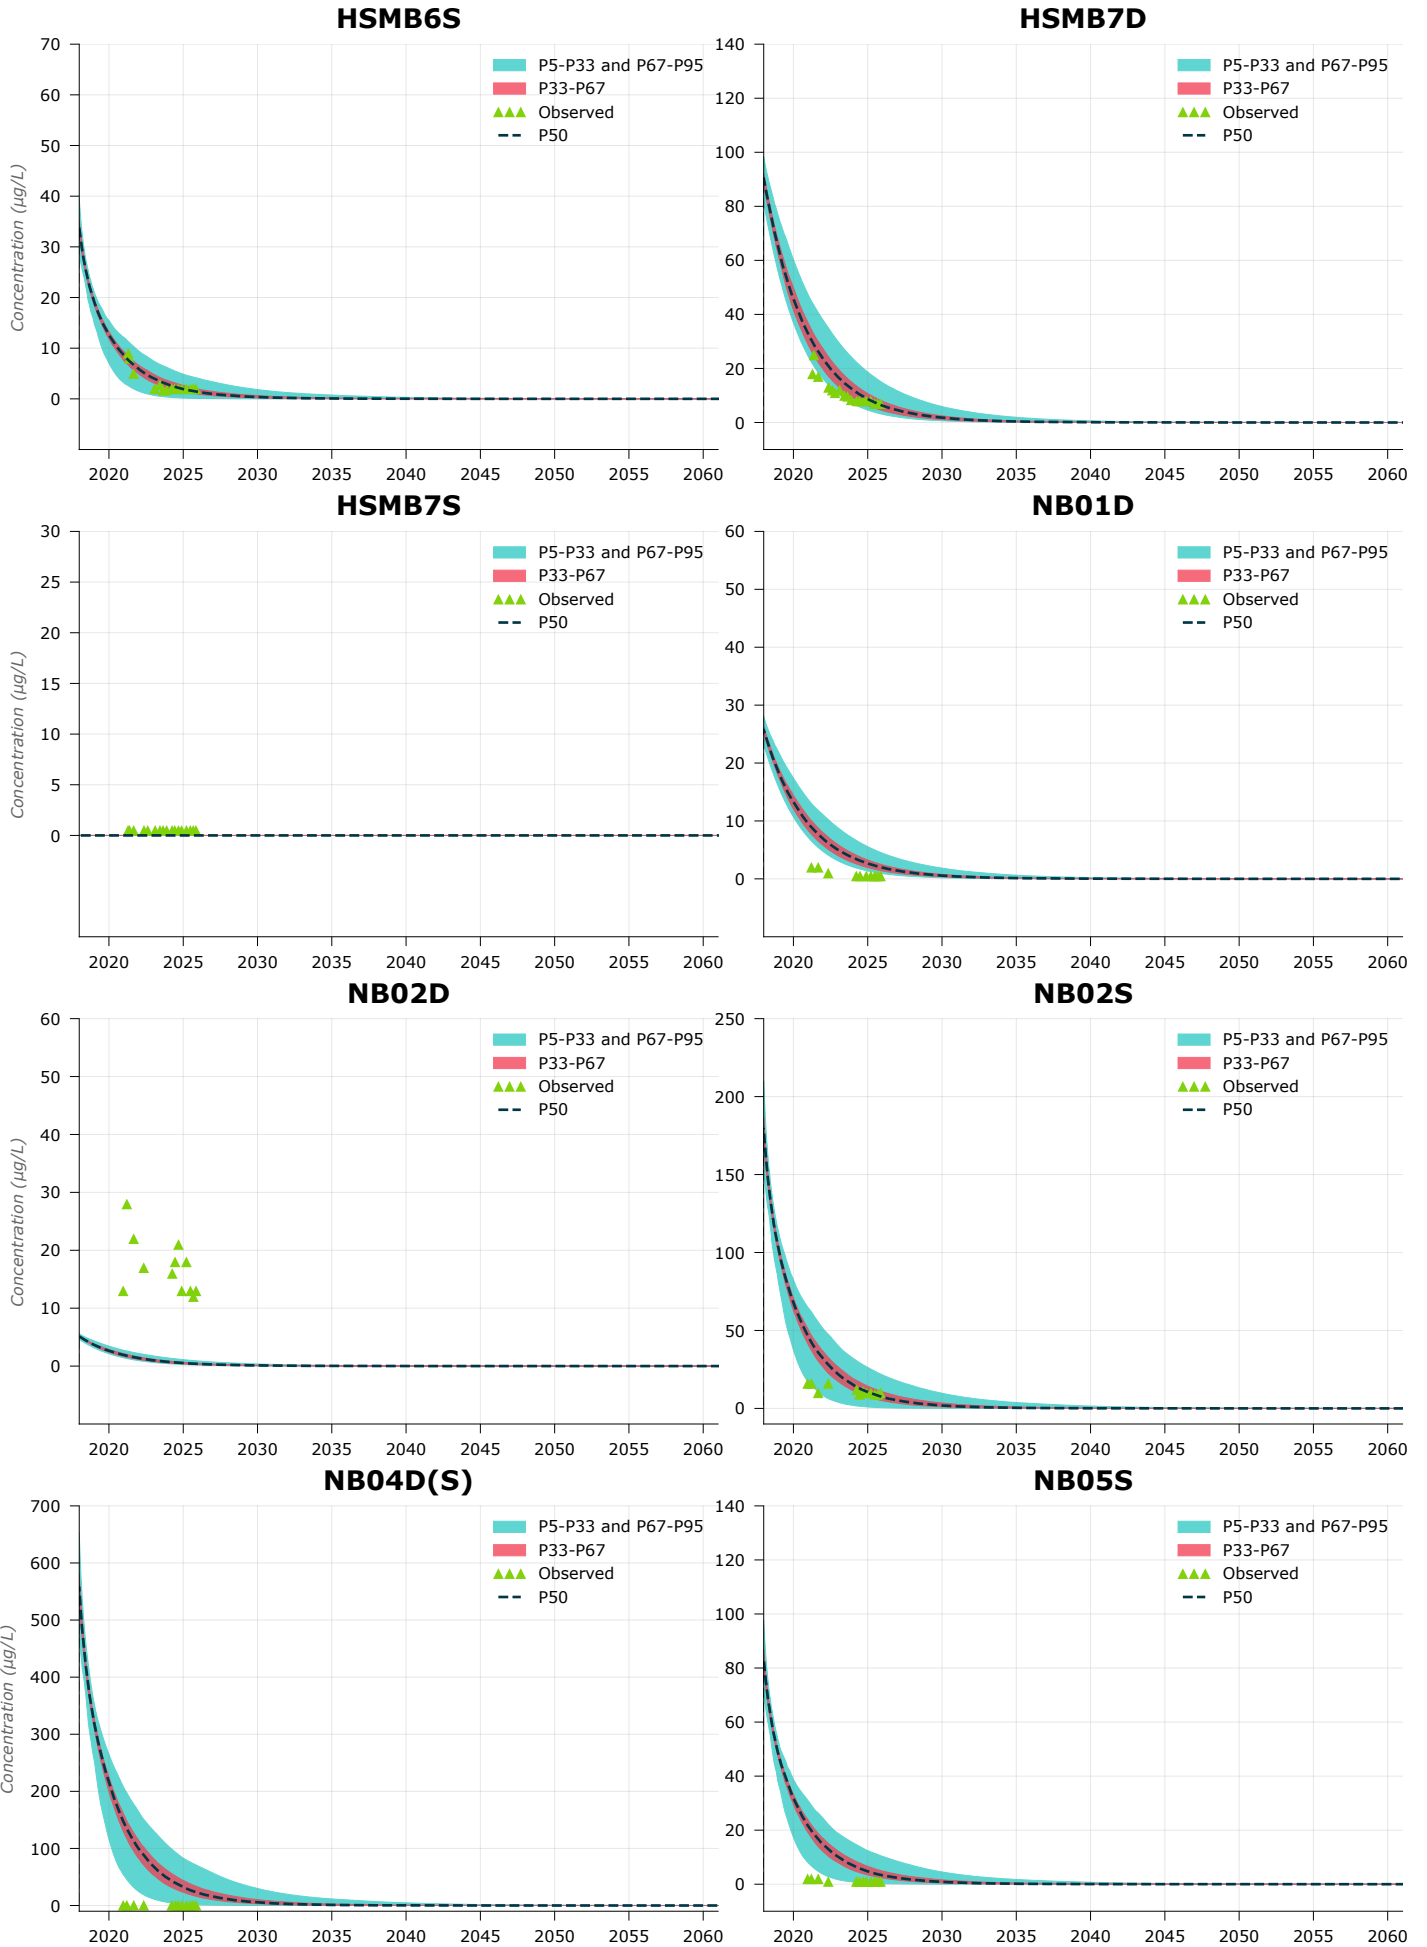 HSMB6S
70
60
50
40
30
20
10
0
Concentration (µg/L)
P5-P33 and P67-P95
P33-P67
Observed
P50
2020 2025 2030 2035 2040 2045 2050 2055 2060
HSMB7D
140
120
100
80
60
40
20
0
P5-P33 and P67-P95
P33-P67
Observed
P50
2020 2025 2030 2035 2040 2045 2050 2055 2060
HSMB7S
30
25
20
15
10
5
0
Concentration (µg/L)
P5-P33 and P67-P95
P33-P67
Observed
P50
2020 2025 2030 2035 2040 2045 2050 2055 2060
NB01D
60
50
40
30
20
10
0
P5-P33 and P67-P95
P33-P67
Observed
P50
2020 2025 2030 2035 2040 2045 2050 2055 2060
NB02D
60
50
40
30
20
10
0
Concentration (µg/L)
P5-P33 and P67-P95
P33-P67
Observed
P50
2020 2025 2030 2035 2040 2045 2050 2055 2060
NB02S
250
200
150
100
50
0
P5-P33 and P67-P95
P33-P67
Observed
P50
2020 2025 2030 2035 2040 2045 2050 2055 2060
NB04D(S)
700
600
500
400
300
200
100
0
Concentration (µg/L)
P5-P33 and P67-P95
P33-P67
Observed
P50
2020 2025 2030 2035 2040 2045 2050 2055 2060
NB05S
140
120
100
80
60
40
20
0
P5-P33 and P67-P95
P33-P67
Observed
P50
2020 2025 2030 2035 2040 2045 2050 2055 2060